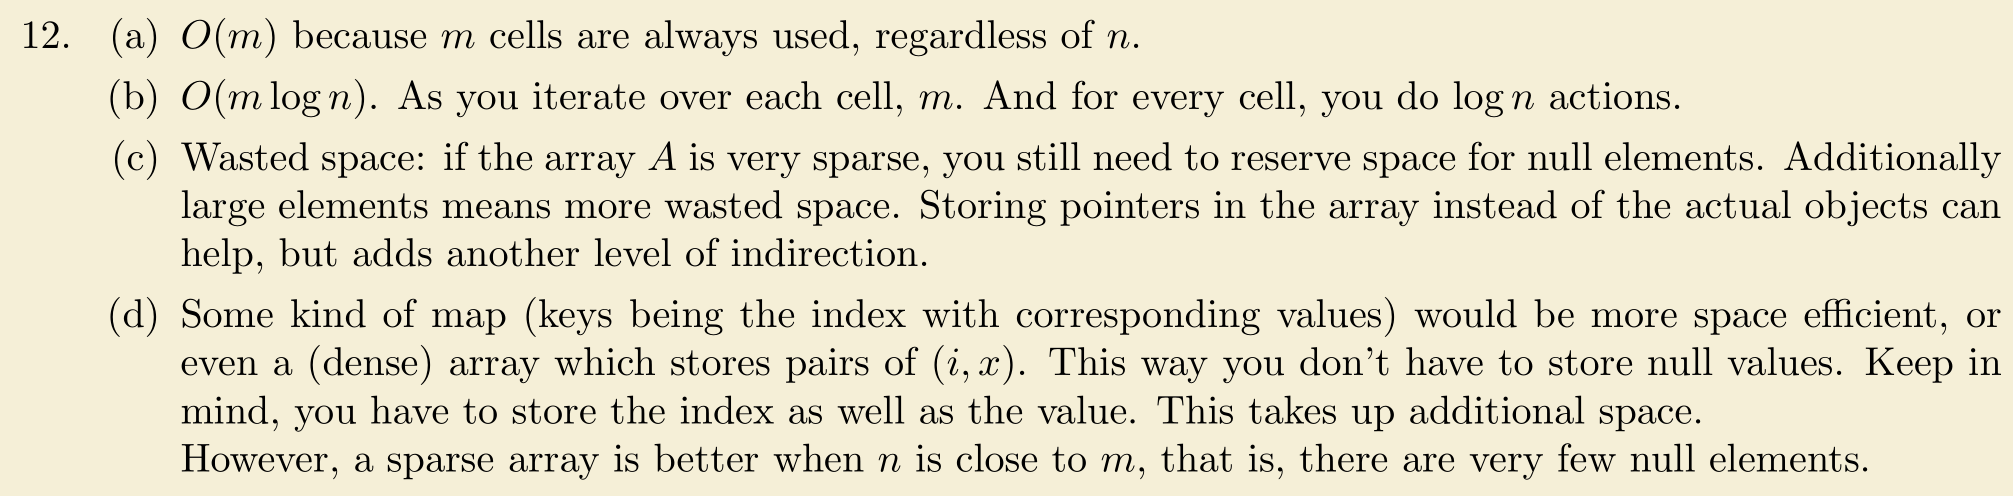 12. (a) O(m) because m cells are always used, regardless of n.
(b) O(m log n). As you iterate over each cell, m. And for every cell, you do log n actions.
(c) Wasted space: if the array A is very sparse, you still need to reserve space for null elements. Additionally
large elements means more wasted space. Storing pointers in the array instead of the actual objects can
help, but adds another level of indirection.
(d) Some kind of map (keys being the index with corresponding values) would be more space efficient, or
even a (dense) array which stores pairs of (i, x). This way you don't have to store null values. Keep in
mind, you have to store the index as well as the value. This takes up additional space.
However, a sparse array is better when n is close to m, that is, there are very few null elements.